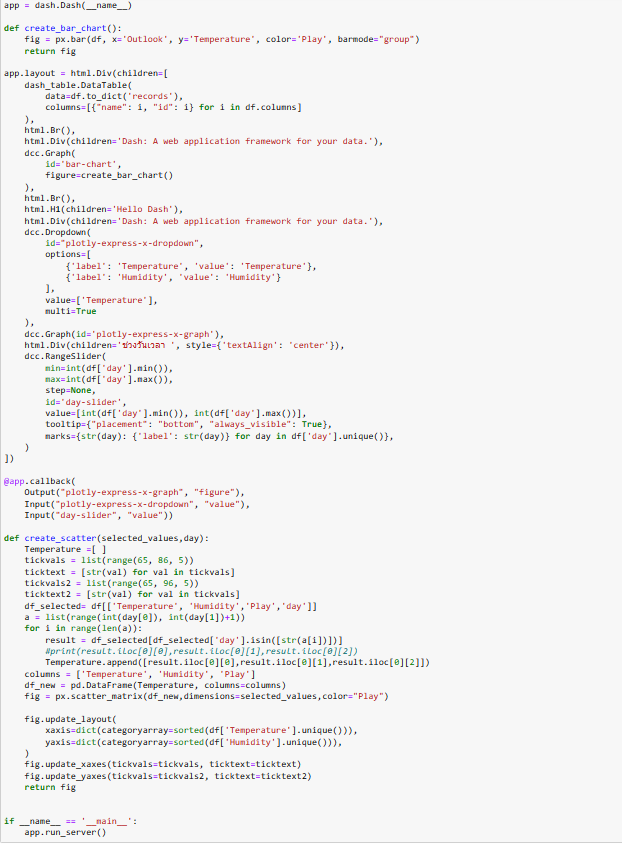 app = dash.Dash(__name__)
def create_bar_chart():
fig = px.bar(df, x='Outlook', y='Temperature', color='Play', barmode="group")
return fig
app.layout = html.Div(children=[
dash_table.DataTable(
data=df.to_dict('records'),
columns=[{"name": i, "id": i} for i in df.columns]
),
html.Br(),
html.Div(children='Dash: A web application framework for your data.'),
dcc.Graph(
id='bar-chart',
figure=create_bar_chart()
),
html.Br(),
html.H1(children='Hello Dash'),
html.Div(children='Dash: A web application framework for your data.'),
dcc.Dropdown(
id="plotly-express-x-dropdown",
options=[
{'label': 'Temperature', 'value': 'Temperature'},
{'label': 'Humidity', 'value': 'Humidity'}
],
value=['Temperature'],
multi=True
),
dcc.Graph(id='plotly-express-x-graph'),
html.Div(children='ช่วงวันเวลา ', style={'textAlign': 'center'}),
dcc.RangeSlider(
min=int(df['day'].min()),
max=int(df['day'].max()),
step=None,
id='day-slider',
value=[int(df['day'].min()), int(df['day'].max())],
tooltip={"placement": "bottom", "always_visible": True},
marks={str(day): {'label': str(day)} for day in df['day'].unique()},
)
])
@app.callback(
Output("plotly-express-x-graph", "figure"),
Input("plotly-express-x-dropdown", "value"),
Input("day-slider", "value"))
def create_scatter(selected_values,day):
Temperature =[ ]
tickvals = list(range(65, 86, 5))
ticktext = [str(val) for val in tickvals]
tickvals2 = list(range(65, 96, 5))
ticktext2 = [str(val) for val in tickvals]
df_selected= df[['Temperature', 'Humidity','Play','day']]
a = list(range(int(day[0]), int(day[1])+1))
for i in range(len(a)):
result = df_selected[df_selected['day'].isin([str(a[i])])]
#print(result.iloc[0][0],result.iloc[0][1],result.iloc[0][2])
Temperature.append([result.iloc[0][0],result.iloc[0][1],result.iloc[0][2]])
columns = ['Temperature', 'Humidity', 'Play']
df_new = pd.DataFrame(Temperature, columns=columns)
fig = px.scatter_matrix(df_new,dimensions=selected_values,color="Play")
fig.update_layout(
xaxis=dict(categoryarray=sorted(df['Temperature'].unique())),
yaxis=dict(categoryarray=sorted(df['Humidity'].unique())),
)
fig.update_xaxes(tickvals=tickvals, ticktext=ticktext)
fig.update_yaxes(tickvals=tickvals2, ticktext=ticktext2)
return fig
if __name__ == '__main__':
app.run_server()